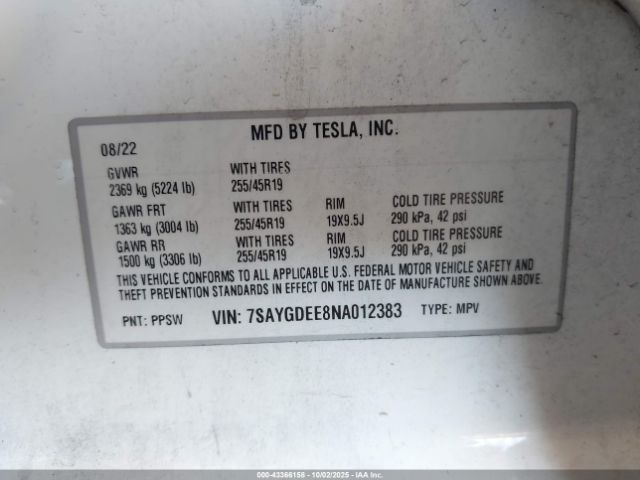 MFD BY TESLA, INC.
08/22
GVWR WITH TIRES
2369 kg (5224 lb) 255/45R19
GAWR FRT WITH TIRES RIM COLD TIRE PRESSURE
1363 kg (3004 lb) 255/45R19 19X9.5J 290 kPa, 42 psi
GAWR RR WITH TIRES RIM COLD TIRE PRESSURE
1500 kg (3306 lb) 255/45R19 19X9.5J 290 kPa, 42 psi
THIS VEHICLE CONFORMS TO ALL APPLICABLE U.S. FEDERAL MOTOR VEHICLE SAFETY AND
THEFT PREVENTION STANDARDS IN EFFECT ON THE DATE OF MANUFACTURE SHOWN ABOVE.
PNT: PPSW VIN: 7SAYGDEE8NA012383 TYPE: MPV
000-43366158 - 10/02/2025 - IAA Inc.